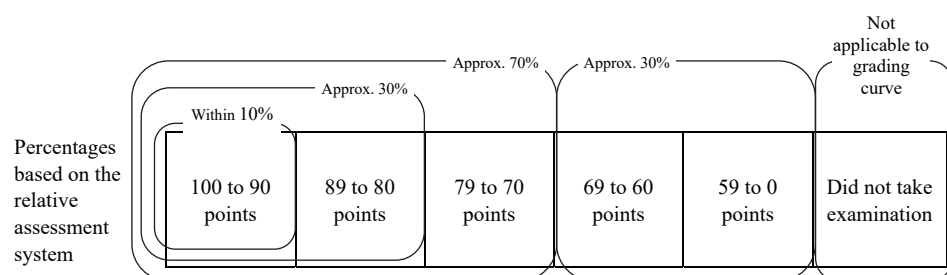 Not
applicable to
grading
curve
Approx. 70%
Approx. 30%
Approx. 30%
Within 10%
Percentages
based on the
relative
assessment
system
100 to 90
points
89 to 80
points
79 to 70
points
69 to 60
points
59 to 0
points
Did not take
examination